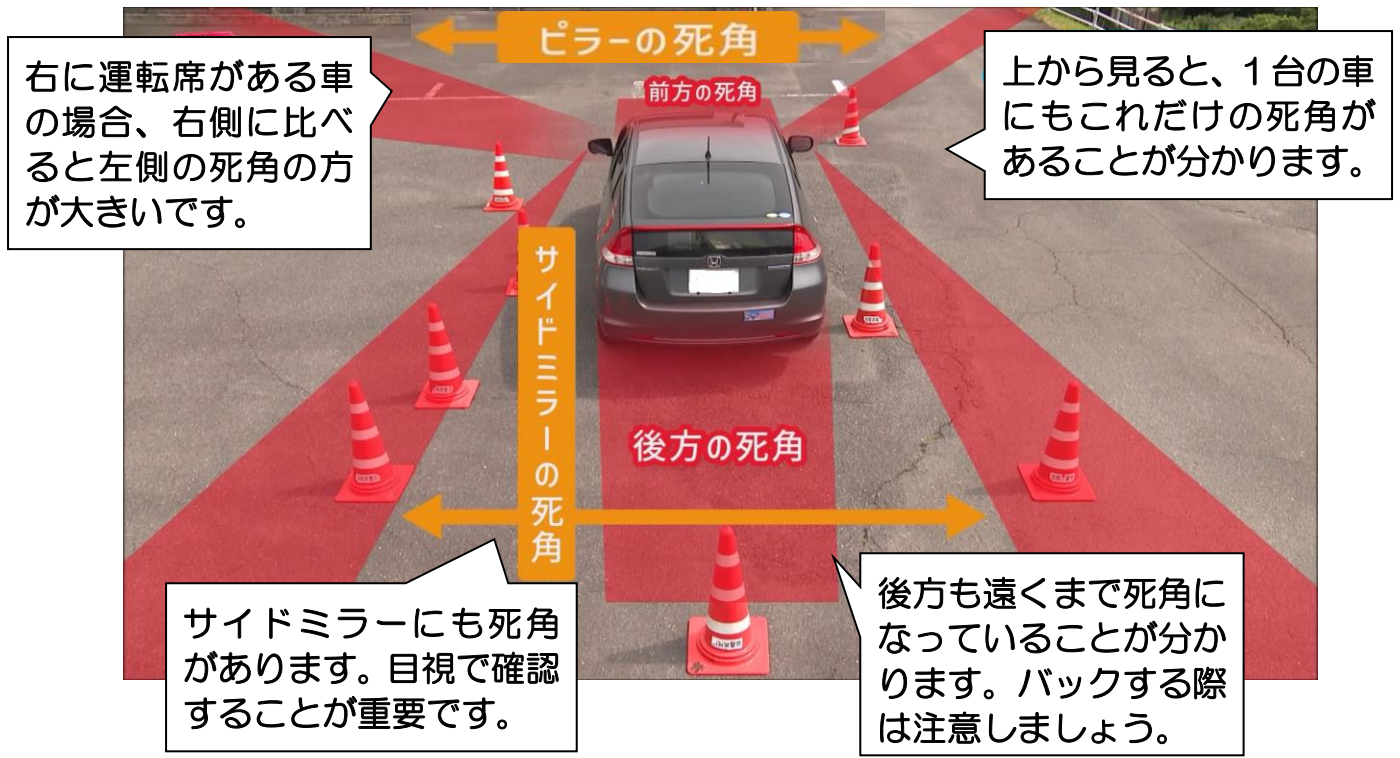 ピラーの死角
右に運転席がある車
の場合、右側に比べ
ると左側の死角の方
が大きいです。
上から見ると、1台の車
にもこれだけの死角が
あることが分かります。
前方の死角
サイドミラーの死角
後方の死角
サイドミラーにも死角
があります。目視で確認
することが重要です。
後方も遠くまで死角に
なっていることが分か
ります。バックする際
は注意しましょう。